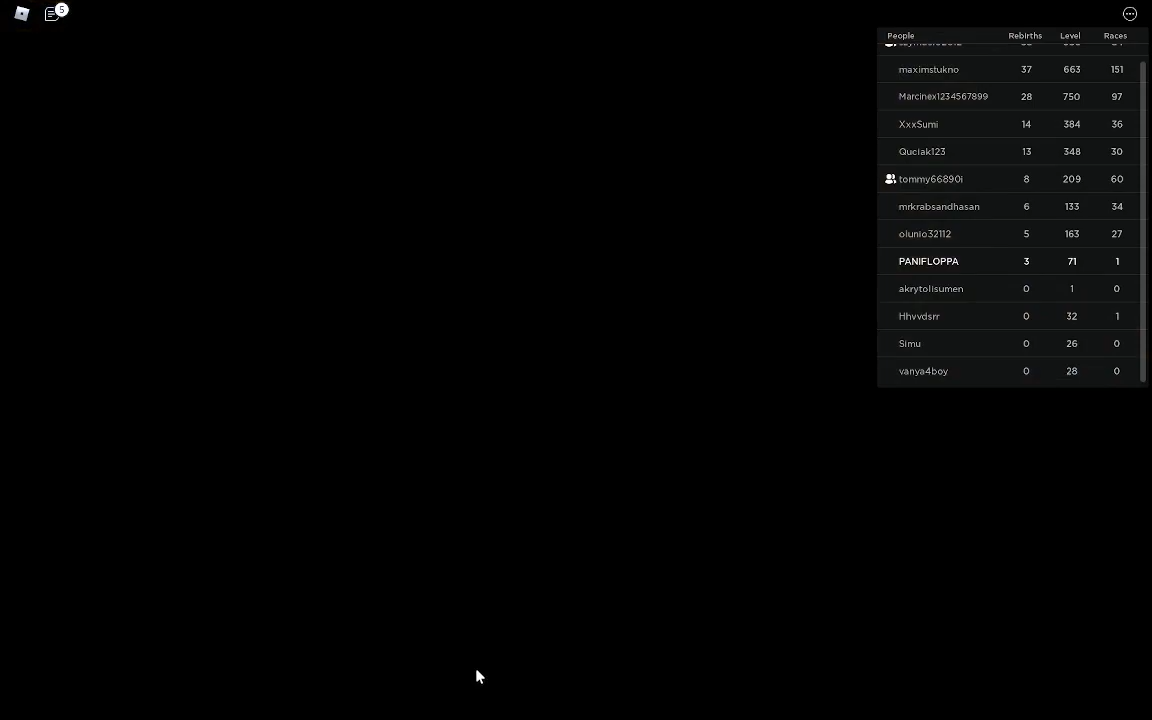 5
People Rebirths Level Races
maximstukno 37 663 151
Marcinex1234567899 28 750 97
XxxSumi 14 384 36
Quciak123 13 348 30
tommy66890i 8 209 60
mrkrabsandhasan 6 133 34
olunio32112 5 163 27
PANIFLOPPA 3 71 1
akrytolisumen 0 1 0
Hhvvdsrr 0 32 1
Simu 0 26 0
vanya4boy 0 28 0